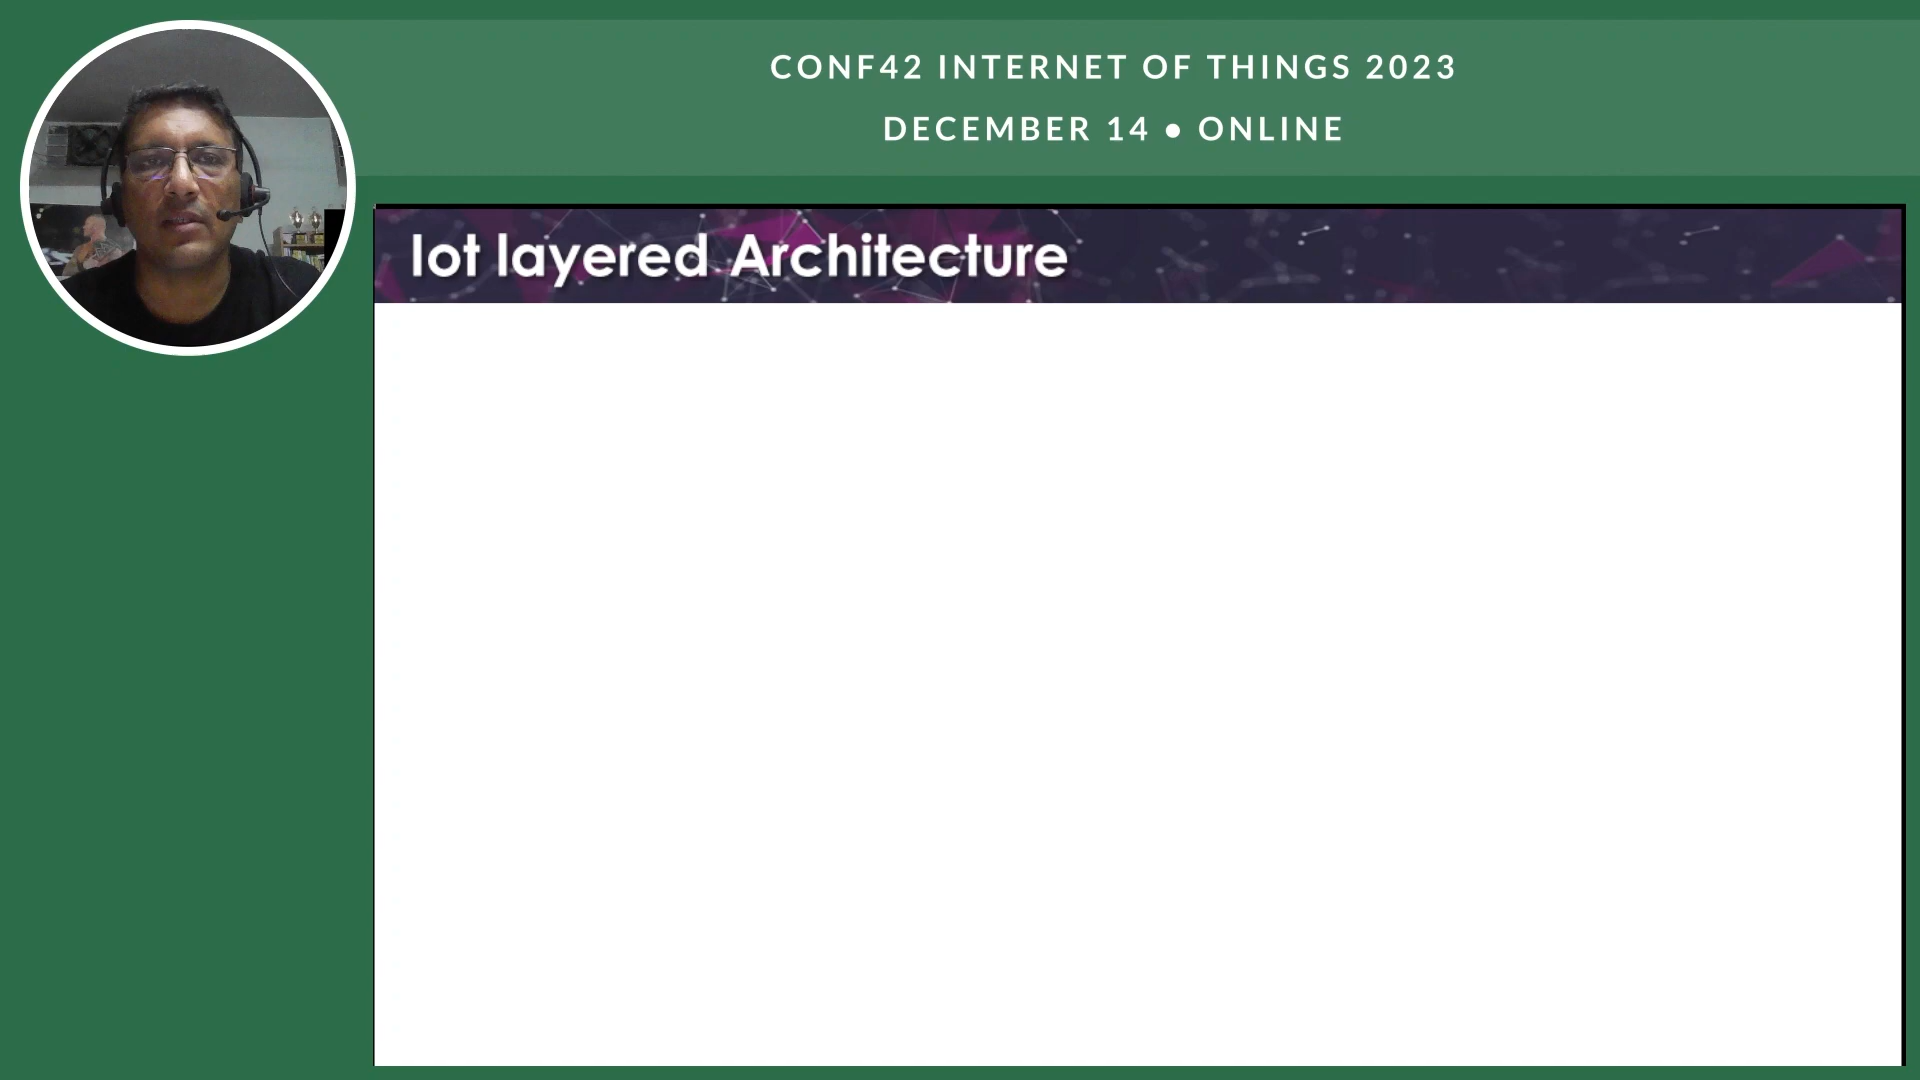 CONF42 INTERNET OF THINGS 2023
DECEMBER 14 • ONLINE
Iot layered Architecture